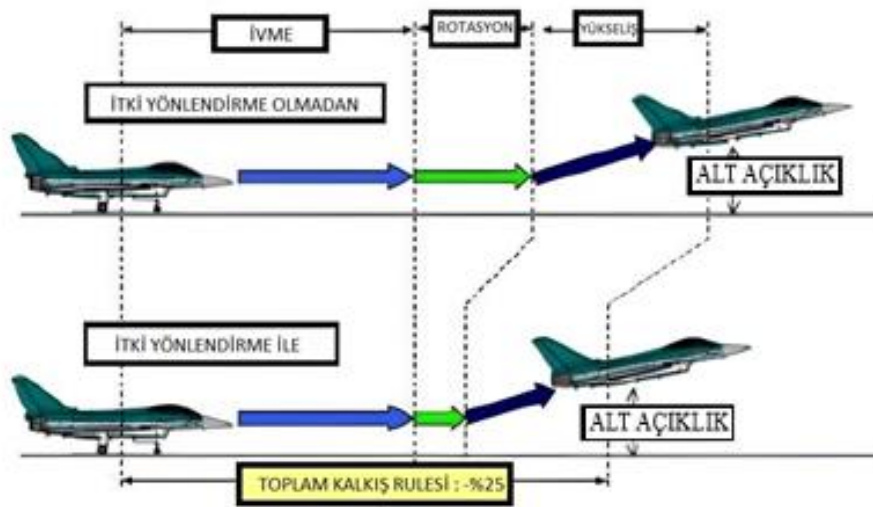 İVME
ROTASYON
YÜKSELİŞ
İTKİ YÖNLENDİRME OLMADAN
ALT AÇIKLIK
İTKİ YÖNLENDİRME İLE
ALT AÇIKLIK
TOPLAM KALKIŞ RULESİ : -%25